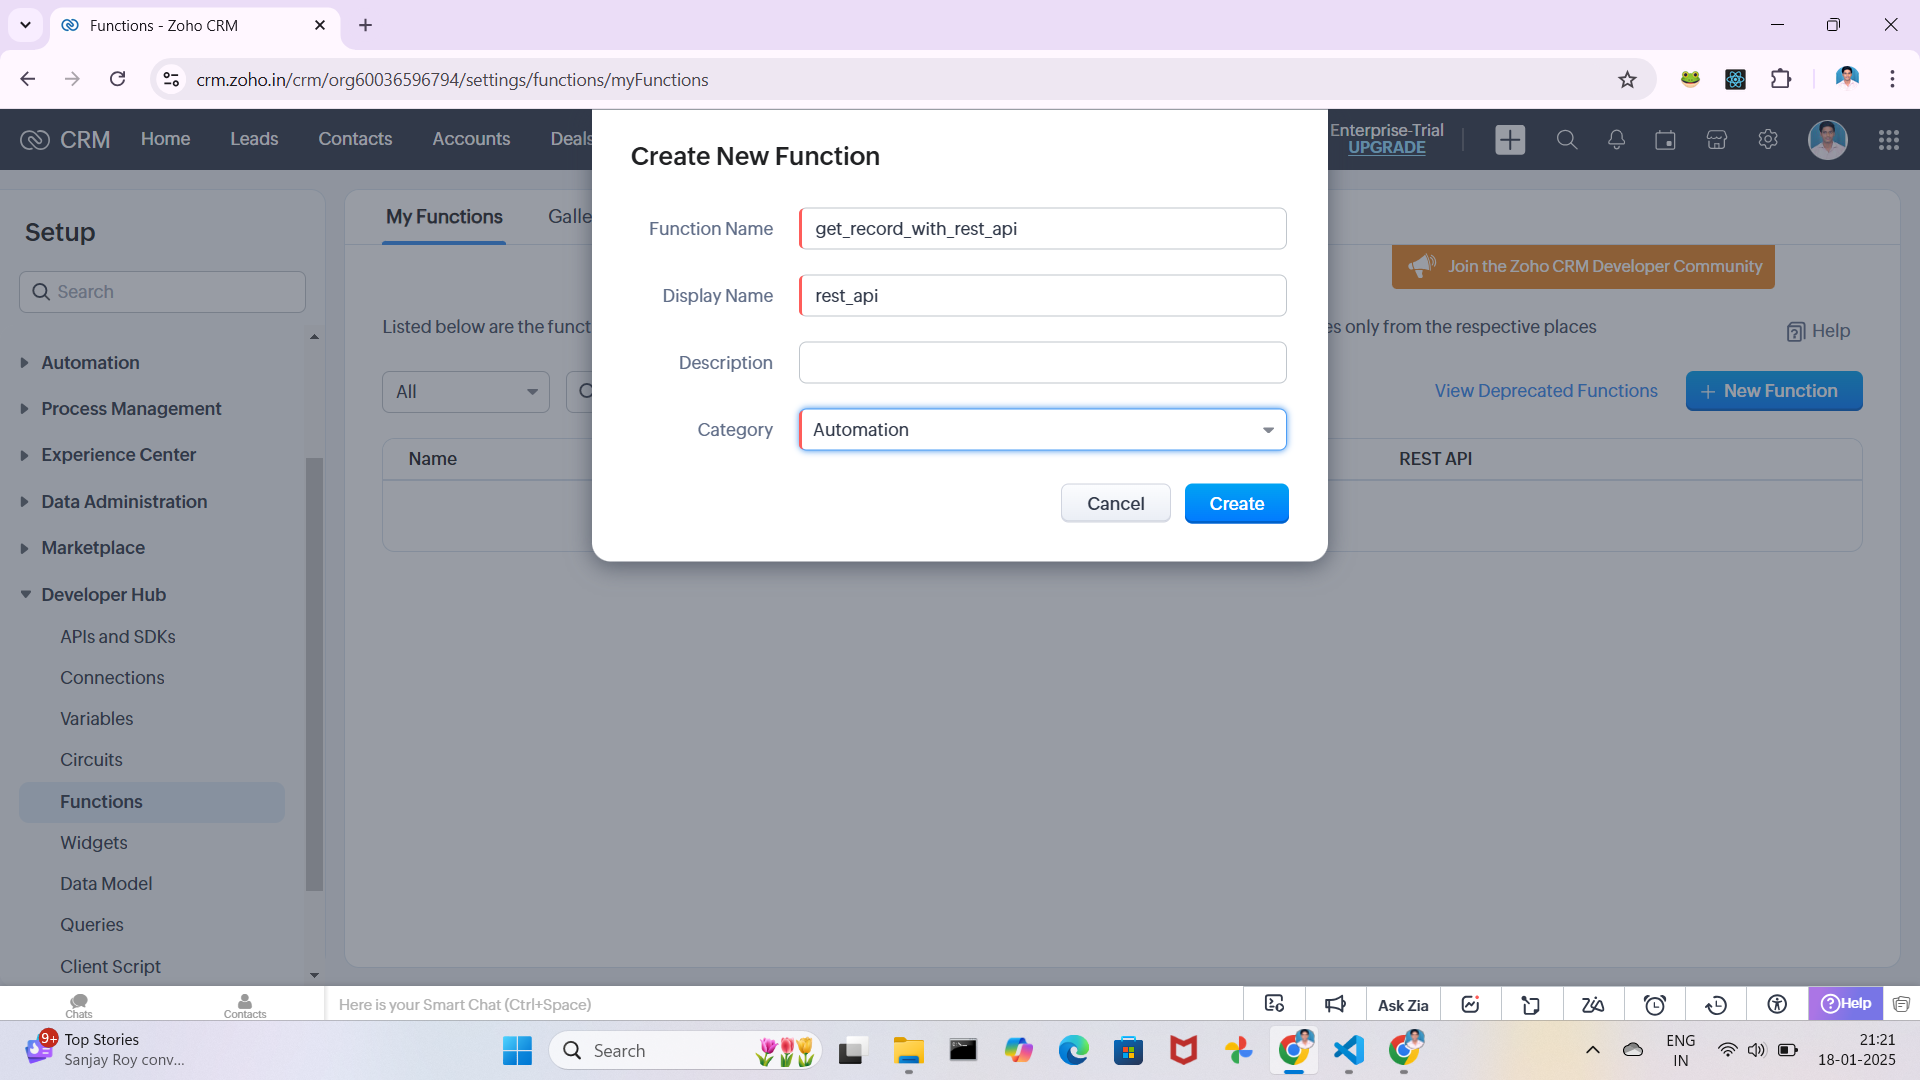 Functions - Zoho CRM
crm.zoho.in/crm/org60036596794/settings/functions/myFunctions
CRM
Home
Leads
Contacts
Accounts
Deals
Enterprise-Trial
UPGRADE
Setup
Search
Automation
Process Management
Experience Center
Data Administration
Marketplace
Developer Hub
APIs and SDKs
Connections
Variables
Circuits
Functions
Widgets
Data Model
Queries
Client Script
My Functions
Galle
Join the Zoho CRM Developer Community
Listed below are the funct
es only from the respective places
Help
All
View Deprecated Functions
+ New Function
Name
REST API
Create New Function
Function Name
get_record_with_rest_api
Display Name
rest_api
Description
Category
Automation
Cancel
Create
Chats
Contacts
Here is your Smart Chat (Ctrl+Space)
Ask Zia
Help
9+
Top Stories
Sanjay Roy conv...
Search
ENG
IN
21:21
18-01-2025